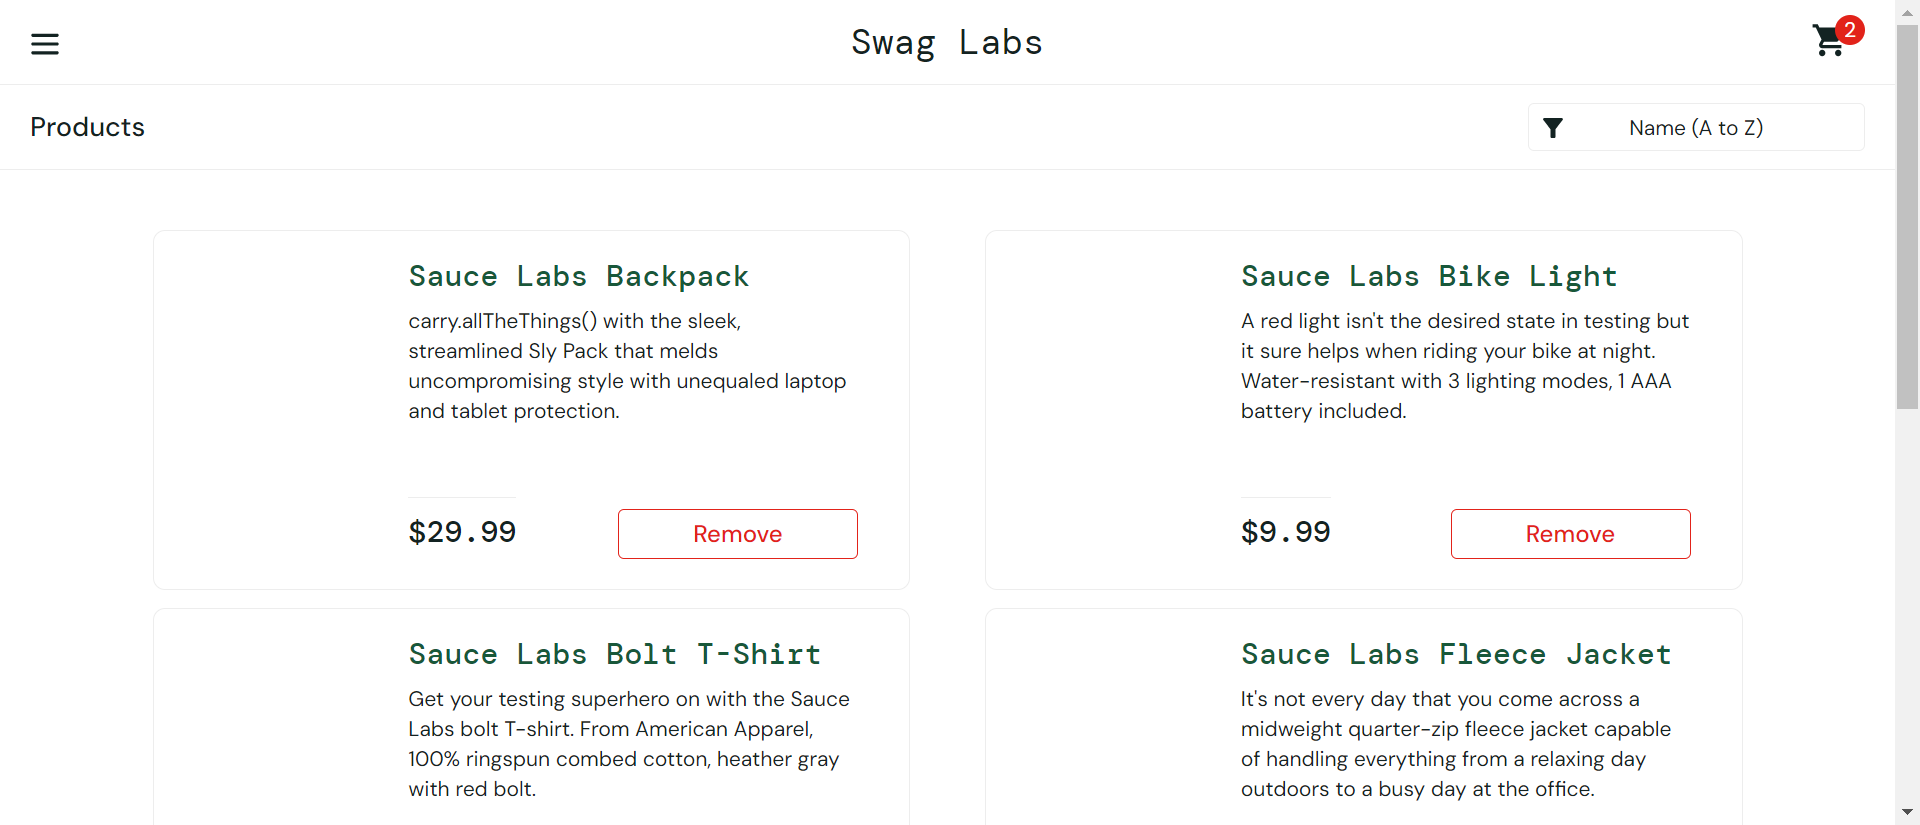 Swag Labs
2
Products
Name (A to Z)
Sauce Labs Backpack
carry.allTheThings() with the sleek,
streamlined Sly Pack that melds
uncompromising style with unequaled laptop
and tablet protection.
$29.99
Remove
Sauce Labs Bike Light
A red light isn't the desired state in testing but
it sure helps when riding your bike at night.
Water-resistant with 3 lighting modes, 1 AAA
battery included.
$9.99
Remove
Sauce Labs Bolt T-Shirt
Get your testing superhero on with the Sauce
Labs bolt T-shirt. From American Apparel,
100% ringspun combed cotton, heather gray
with red bolt.
Sauce Labs Fleece Jacket
It's not every day that you come across a
midweight quarter-zip fleece jacket capable
of handling everything from a relaxing day
outdoors to a busy day at the office.